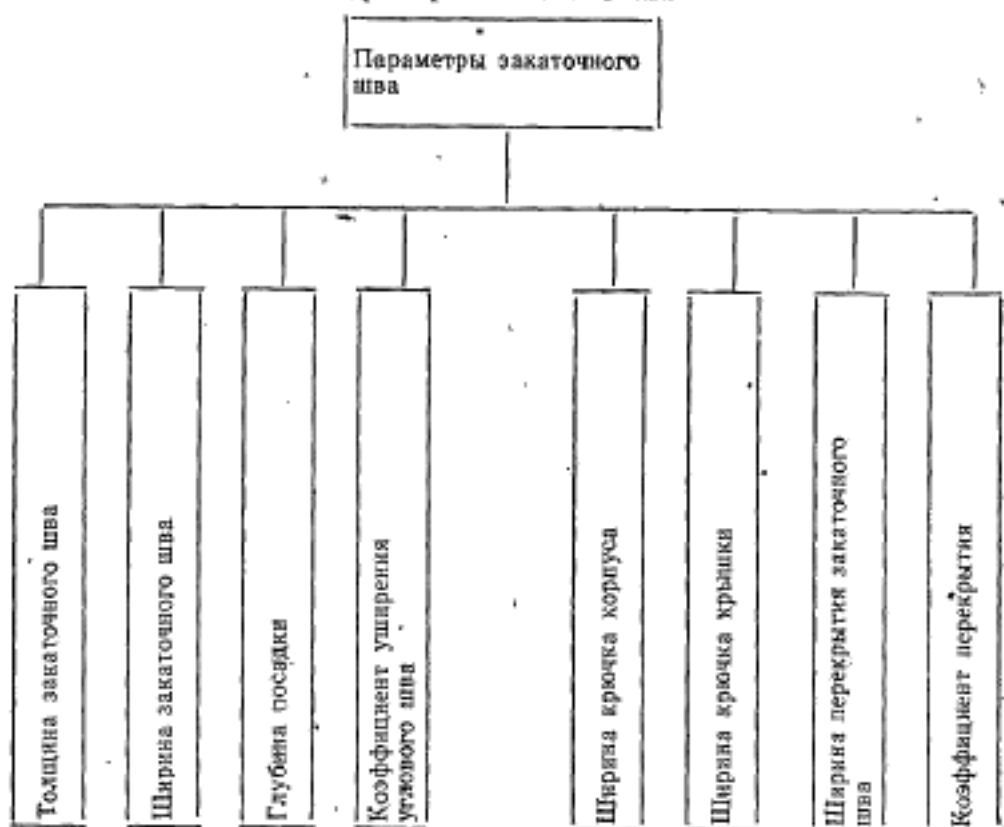 Параметры закаточного
шва
Толщина закаточного шва
Ширина закаточного шва
Глубина посадки
Коэффициент уширения
углового шва
Ширина крючка корпуса
Ширина крючка крышки
Ширина перекрытия закаточного
шва
Коэффициент перекрытия